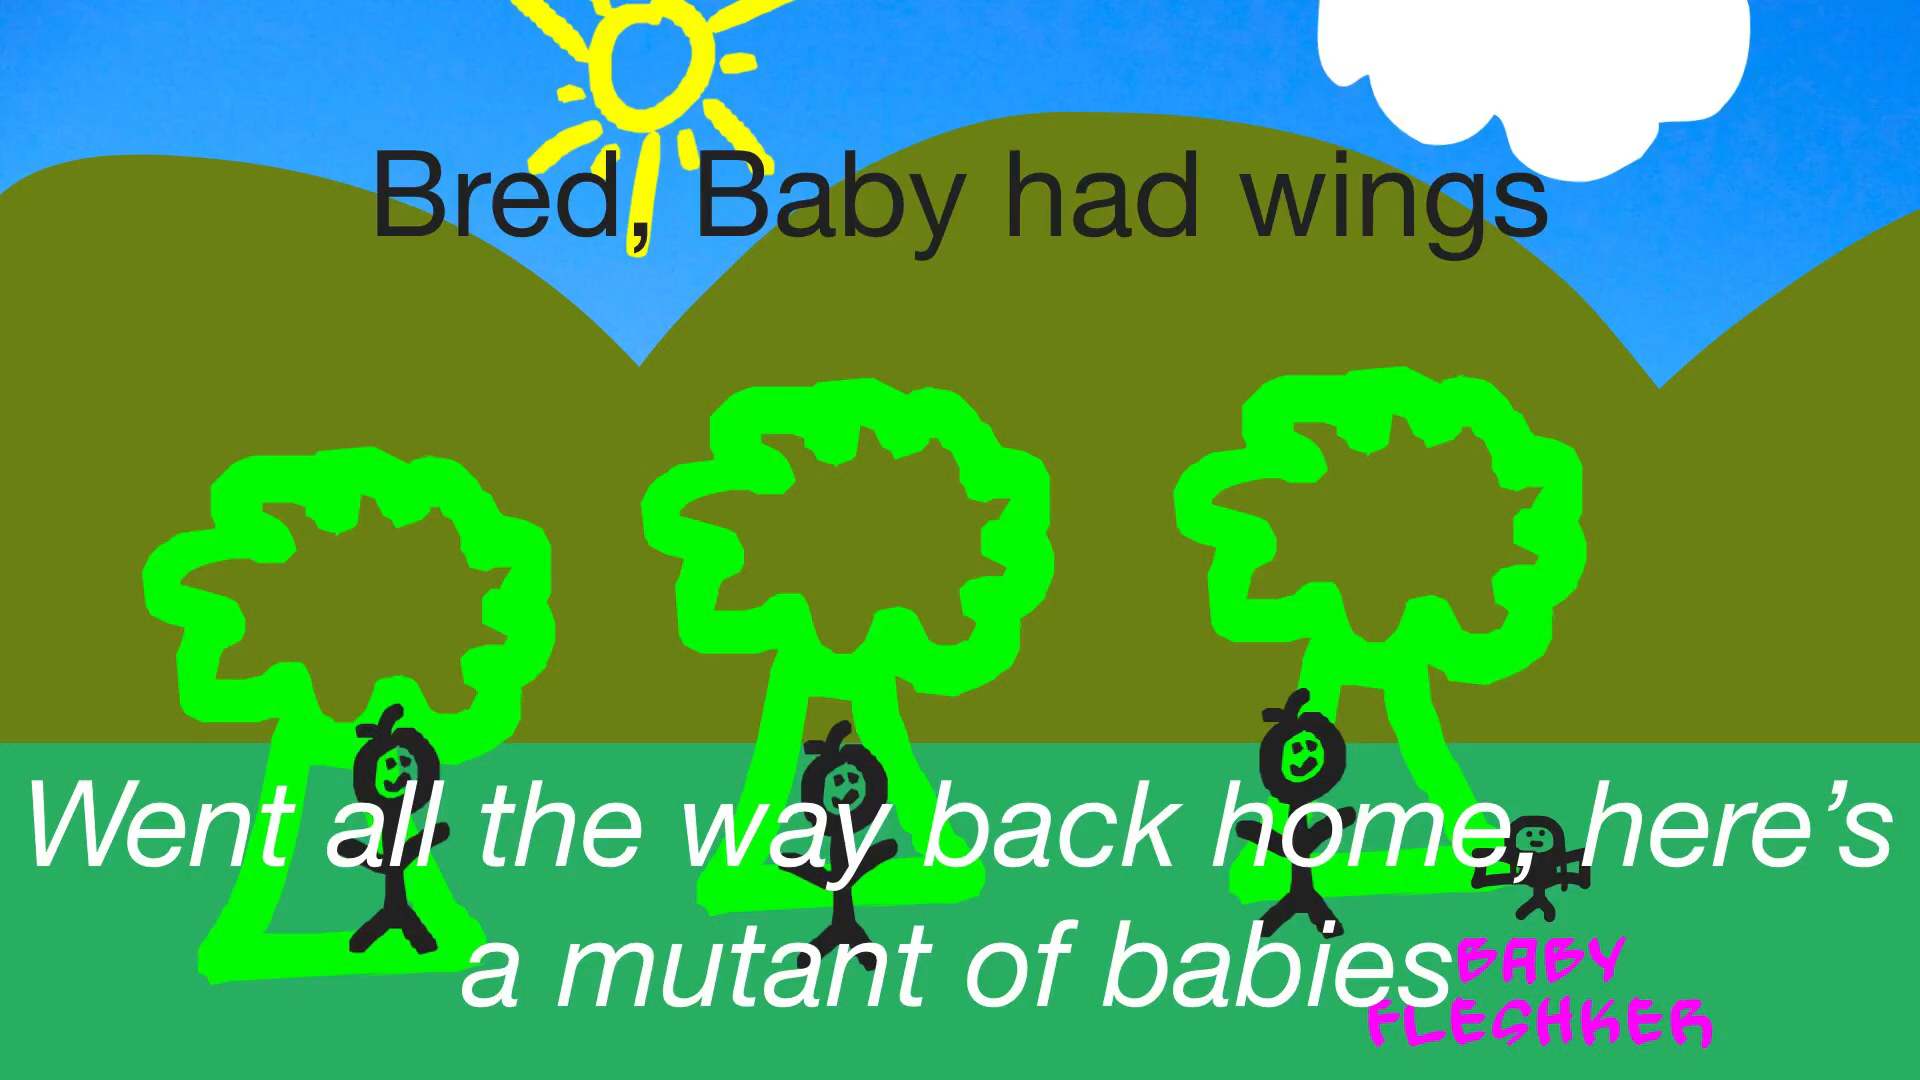 Bred, Baby had wings
Went all the way back home, here’s
a mutant of babies
BABY
FLESHKER